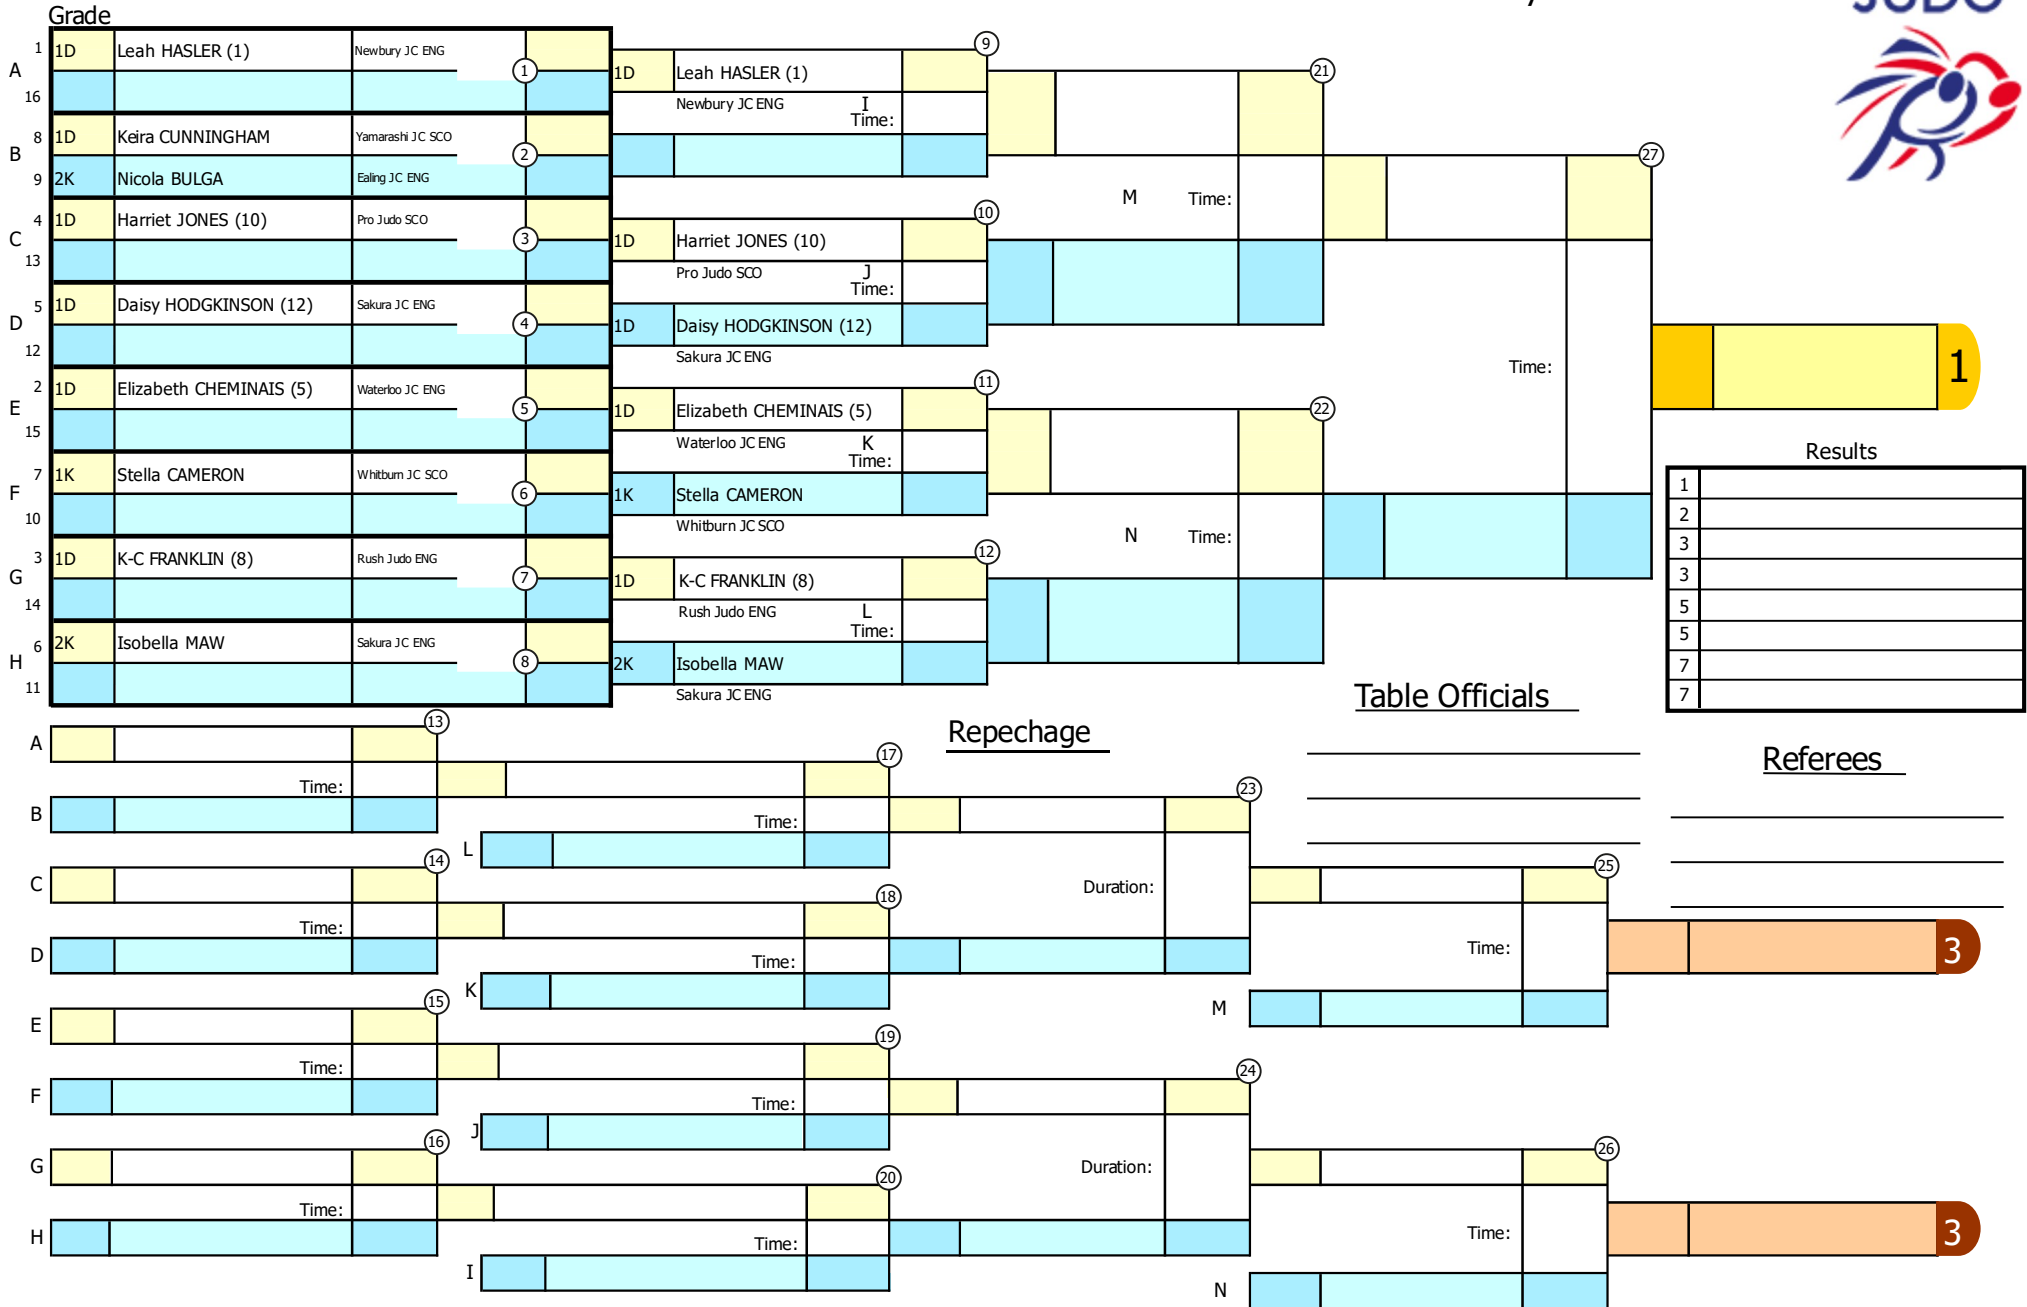 JUDO
Grade
A
1 1D Leah HASLER (1) Newbury JC ENG
16
1
B
8 1D Keira CUNNINGHAM Yamarashi JC SCO
9 2K Nicola BULGA Ealing JC ENG
2
C
4 1D Harriet JONES (10) Pro Judo SCO
13
3
D
5 1D Daisy HODGKINSON (12) Sakura JC ENG
12
4
E
2 1D Elizabeth CHEMINAIS (5) Waterloo JC ENG
15
5
F
7 1K Stella CAMERON Whitburn JC SCO
10
6
G
3 1D K-C FRANKLIN (8) Rush Judo ENG
14
7
H
6 2K Isobella MAW Sakura JC ENG
11
8
9
1D Leah HASLER (1)
Newbury JC ENG I
Time:
10
1D Harriet JONES (10)
Pro Judo SCO J
Time:
1D Daisy HODGKINSON (12)
Sakura JC ENG
11
1D Elizabeth CHEMINAIS (5)
Waterloo JC ENG K
Time:
1K Stella CAMERON
Whitburn JC SCO
12
1D K-C FRANKLIN (8)
Rush Judo ENG L
Time:
2K Isobella MAW
Sakura JC ENG
21
M Time:
22
N Time:
27
Time:
1
Results
1
2
3
3
5
5
7
7
Table Officials
Referees
Repechage
A
13
Time:
B
C
14
Time:
D
E
15
Time:
F
G
16
Time:
H
17
Time:
L
18
Time:
K
19
Time:
J
20
Time:
I
23
Duration:
24
Duration:
25
Time:
M
3
26
Time:
N
3